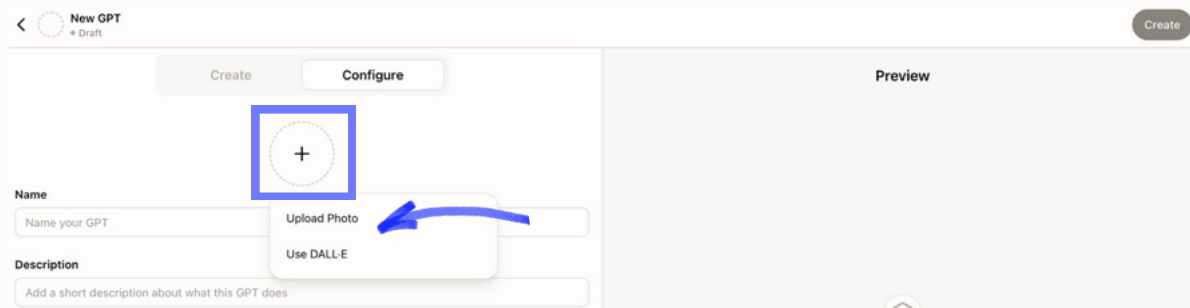 New GPT
Draft
Create
Create
Configure
Preview
Name
Name your GPT
Upload Photo
Use DALL·E
Description
Add a short description about what this GPT does